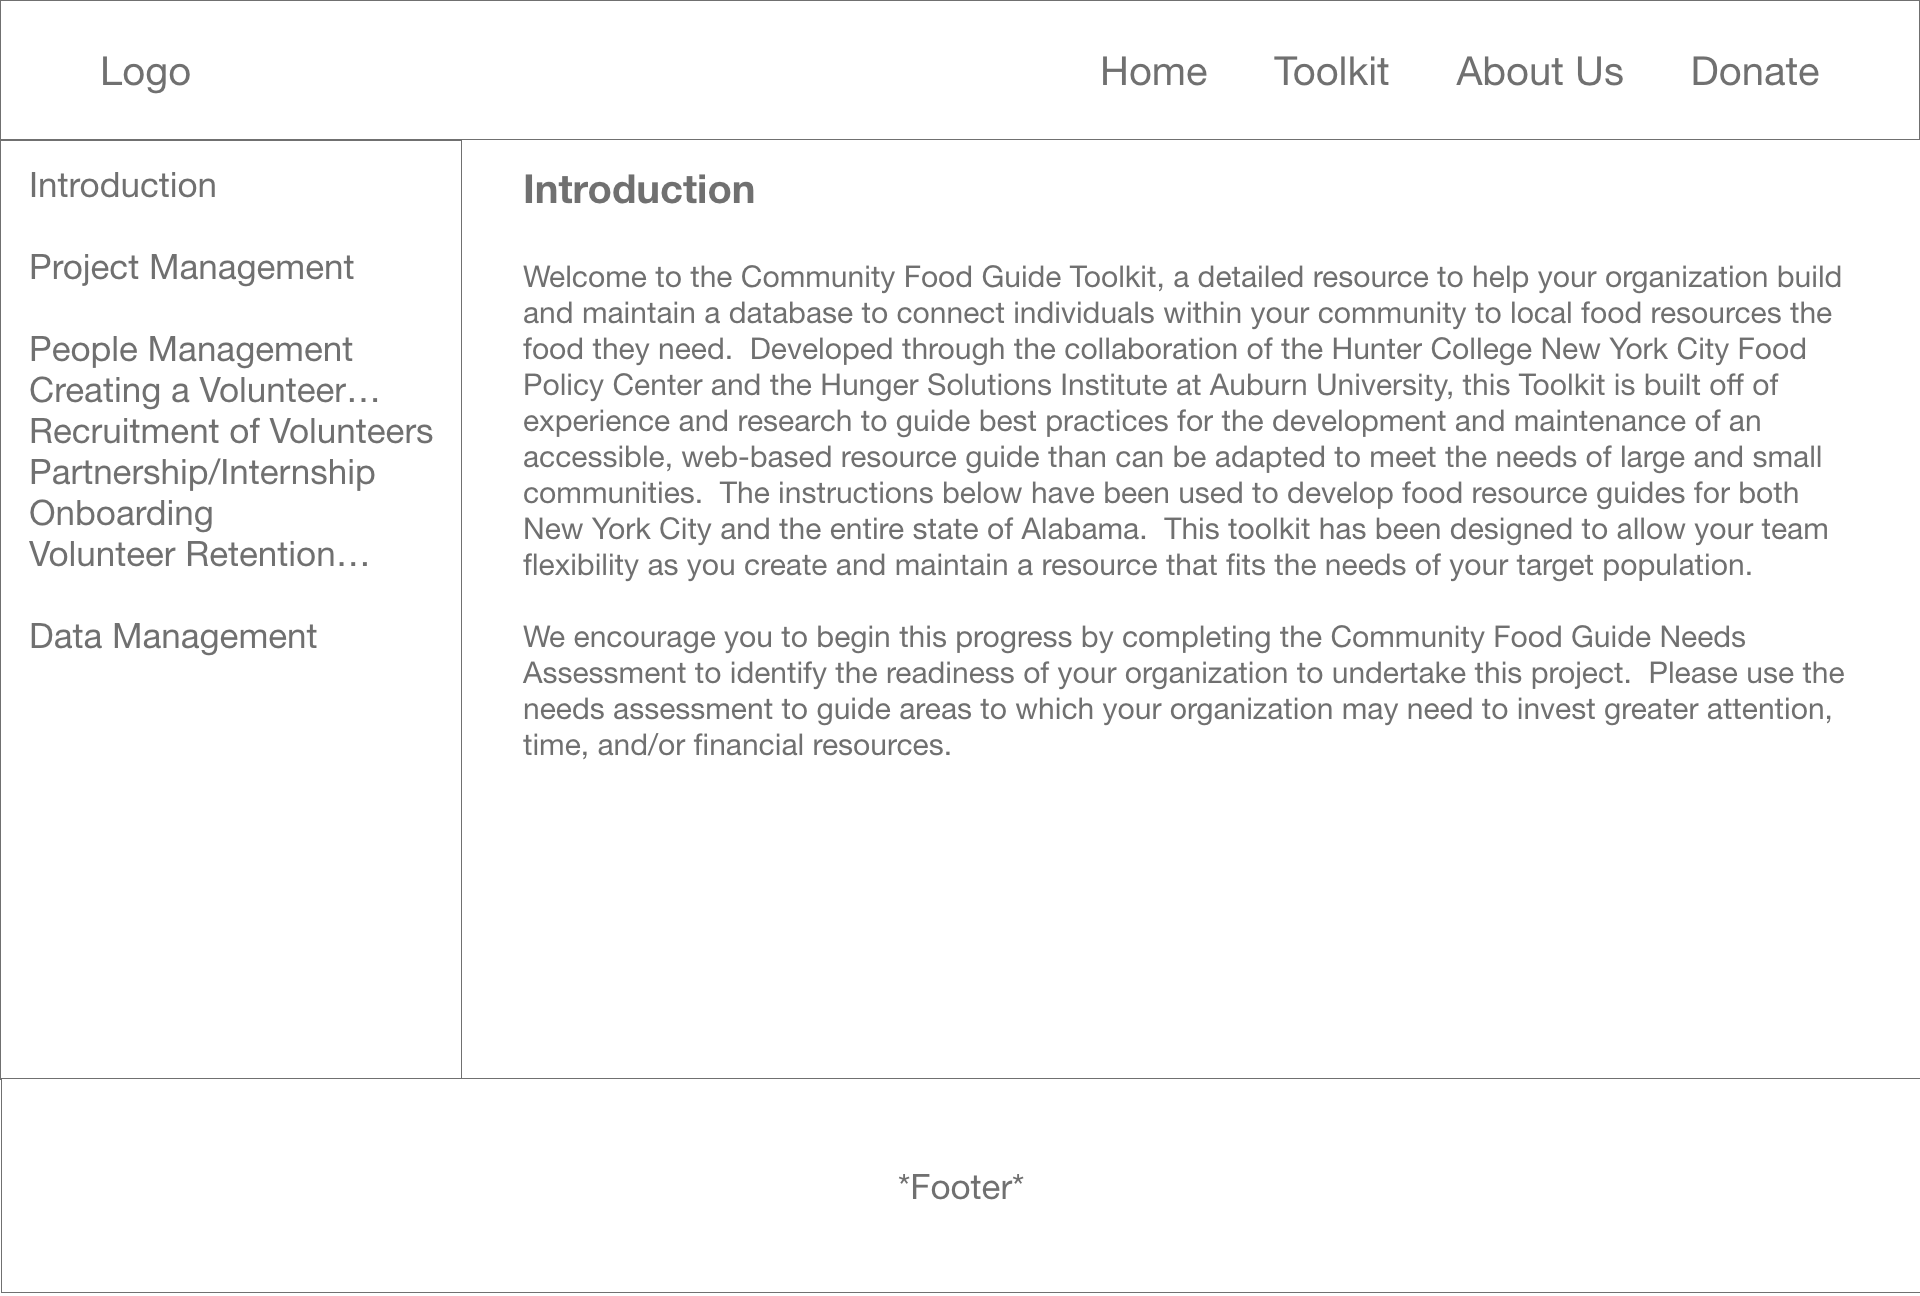 Logo
Home Toolkit About Us Donate
Introduction
Project Management
People Management
Creating a Volunteer…
Recruitment of Volunteers
Partnership/Internship
Onboarding
Volunteer Retention…
Data Management
Introduction
Welcome to the Community Food Guide Toolkit, a detailed resource to help your organization build
and maintain a database to connect individuals within your community to local food resources the
food they need.  Developed through the collaboration of the Hunter College New York City Food
Policy Center and the Hunger Solutions Institute at Auburn University, this Toolkit is built off of
experience and research to guide best practices for the development and maintenance of an
accessible, web-based resource guide than can be adapted to meet the needs of large and small
communities.  The instructions below have been used to develop food resource guides for both
New York City and the entire state of Alabama.  This toolkit has been designed to allow your team
flexibility as you create and maintain a resource that fits the needs of your target population.
We encourage you to begin this progress by completing the Community Food Guide Needs
Assessment to identify the readiness of your organization to undertake this project.  Please use the
needs assessment to guide areas to which your organization may need to invest greater attention,
time, and/or financial resources.
*Footer*